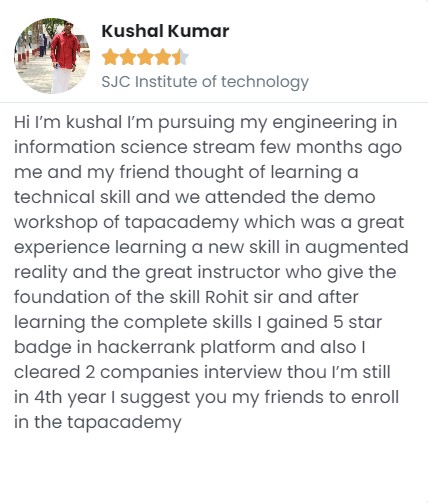 Kushal Kumar
SJC Institute of technology
Hi I’m kushal I’m pursuing my engineering in
information science stream few months ago
me and my friend thought of learning a
technical skill and we attended the demo
workshop of tapacademy which was a great
experience learning a new skill in augmented
reality and the great instructor who give the
foundation of the skill Rohit sir and after
learning the complete skills I gained 5 star
badge in hackerrank platform and also I
cleared 2 companies interview thou I’m still
in 4th year I suggest you my friends to enroll
in the tapacademy